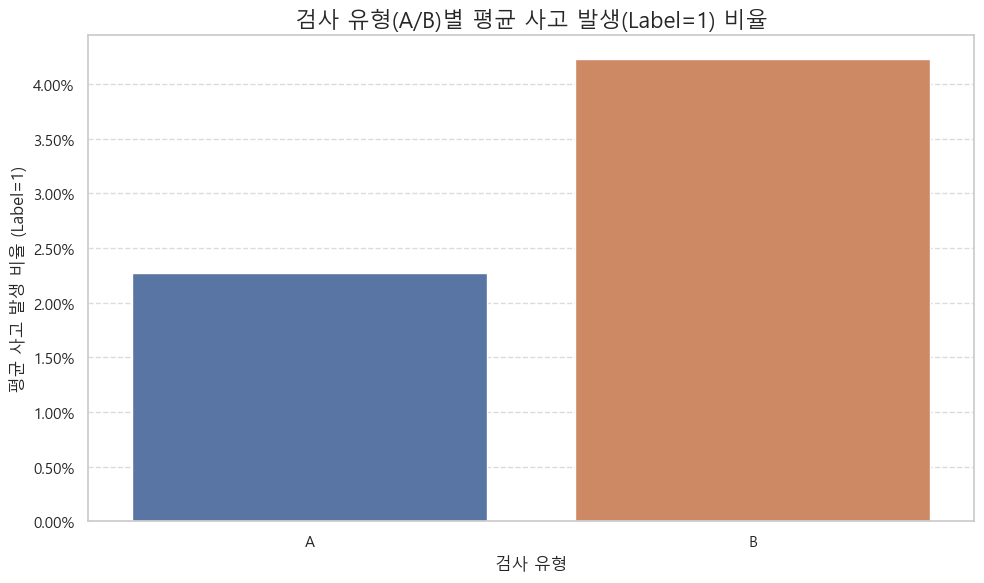 검사 유형(A/B)별 평균 사고 발생(Label=1) 비율
평균 사고 발생 비율 (Label=1)
4.00%
3.50%
3.00%
2.50%
2.00%
1.50%
1.00%
0.50%
0.00%
A
B
검사 유형